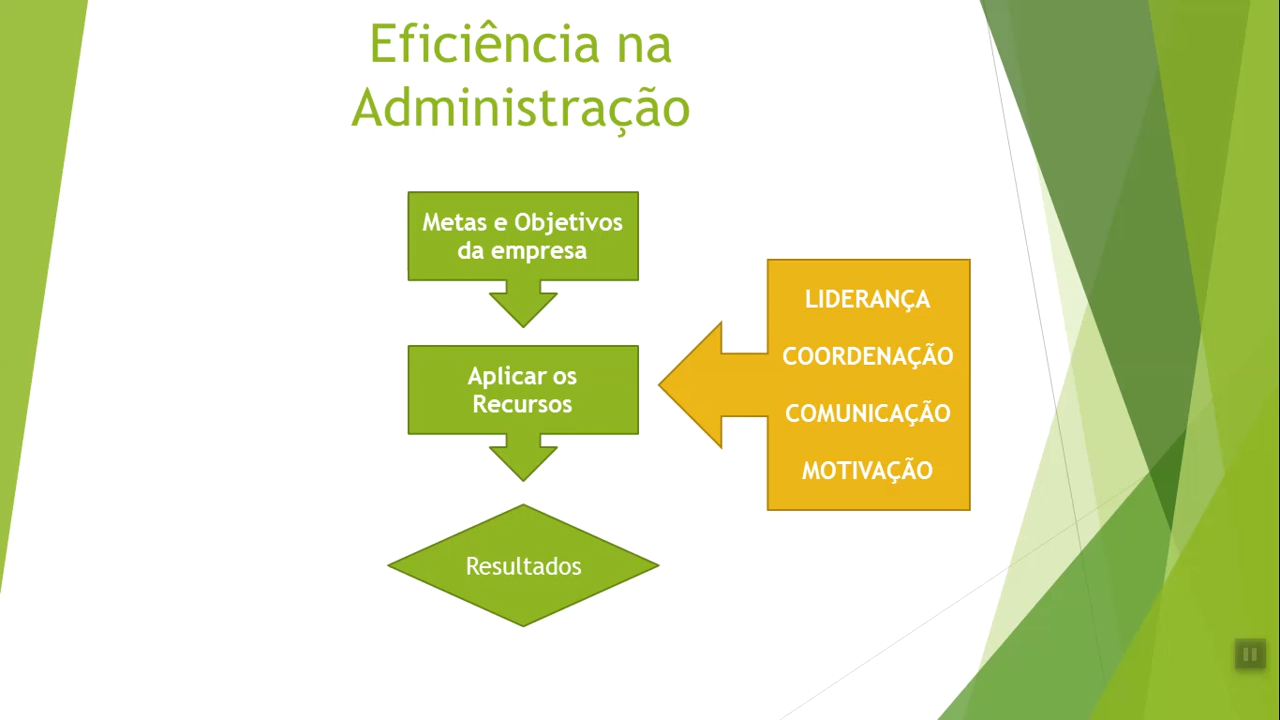 Eficiência na
Administração
Metas e Objetivos
da empresa
Aplicar os
Recursos
Resultados
LIDERANÇA
COORDENAÇÃO
COMUNICAÇÃO
MOTIVAÇÃO